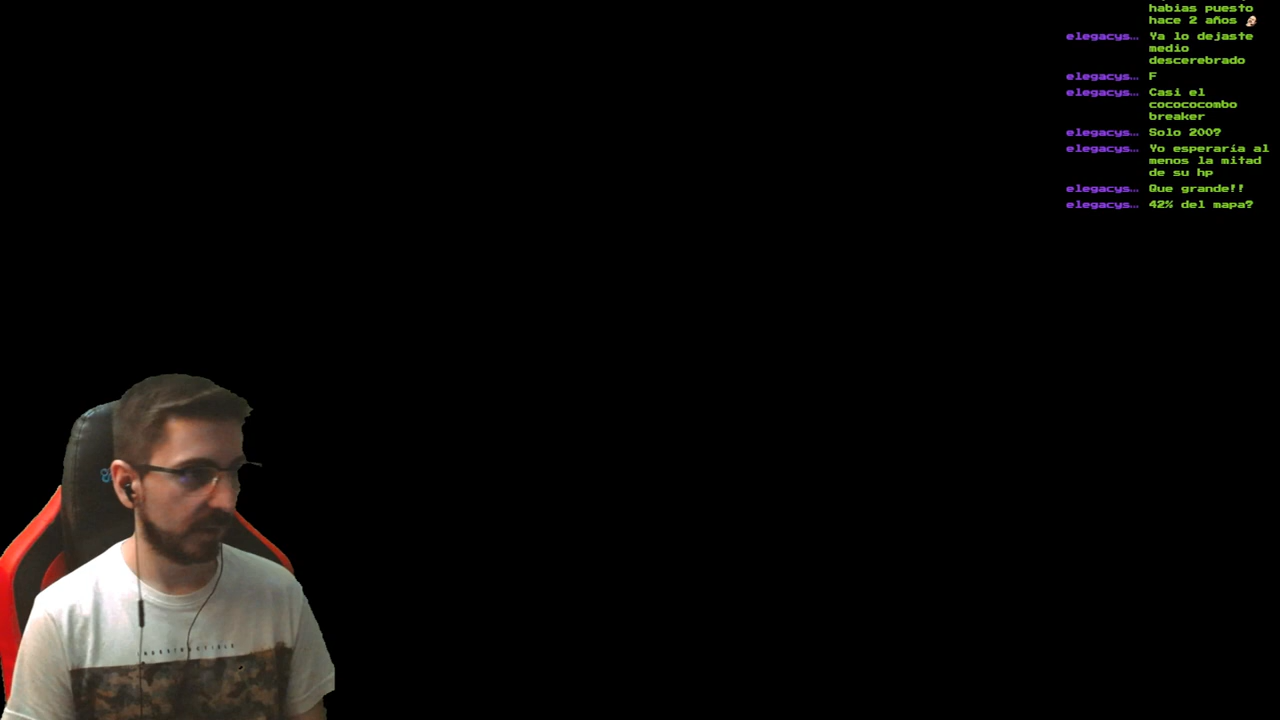 habias puesto
hace 2 años
elegacys… Ya lo dejaste
medio
descerebrado
elegacys… F
elegacys… Casi el
cocococombo
breaker
elegacys… Solo 200?
elegacys… Yo esperaría al
menos la mitad
de su hp
elegacys… Que grande!!
elegacys… 42% del mapa?